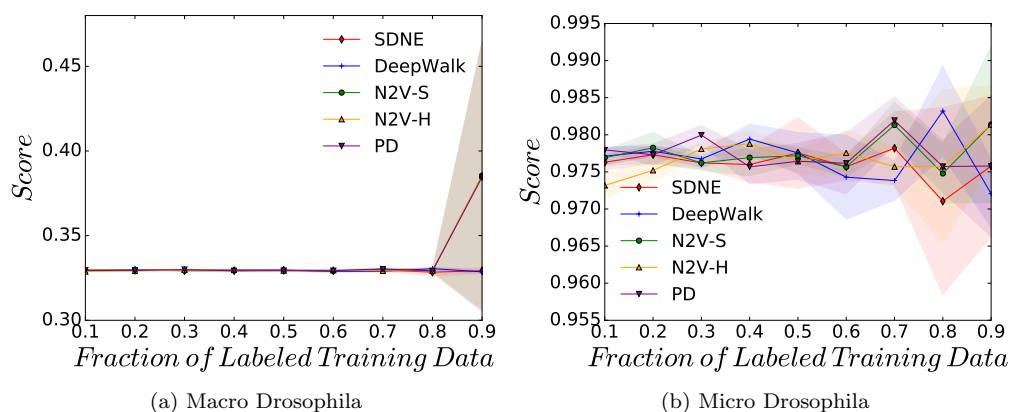 0.45
0.40
0.35
0.30
Score
SDNE
DeepWalk
N2V-S
N2V-H
PD
0.1 0.2 0.3 0.4 0.5 0.6 0.7 0.8 0.9
Fraction of Labeled Training Data
(a) Macro Drosophila
0.995
0.990
0.985
0.980
0.975
0.970
0.965
0.960
0.955
Score
SDNE
DeepWalk
N2V-S
N2V-H
PD
0.1 0.2 0.3 0.4 0.5 0.6 0.7 0.8 0.9
Fraction of Labeled Training Data
(b) Micro Drosophila